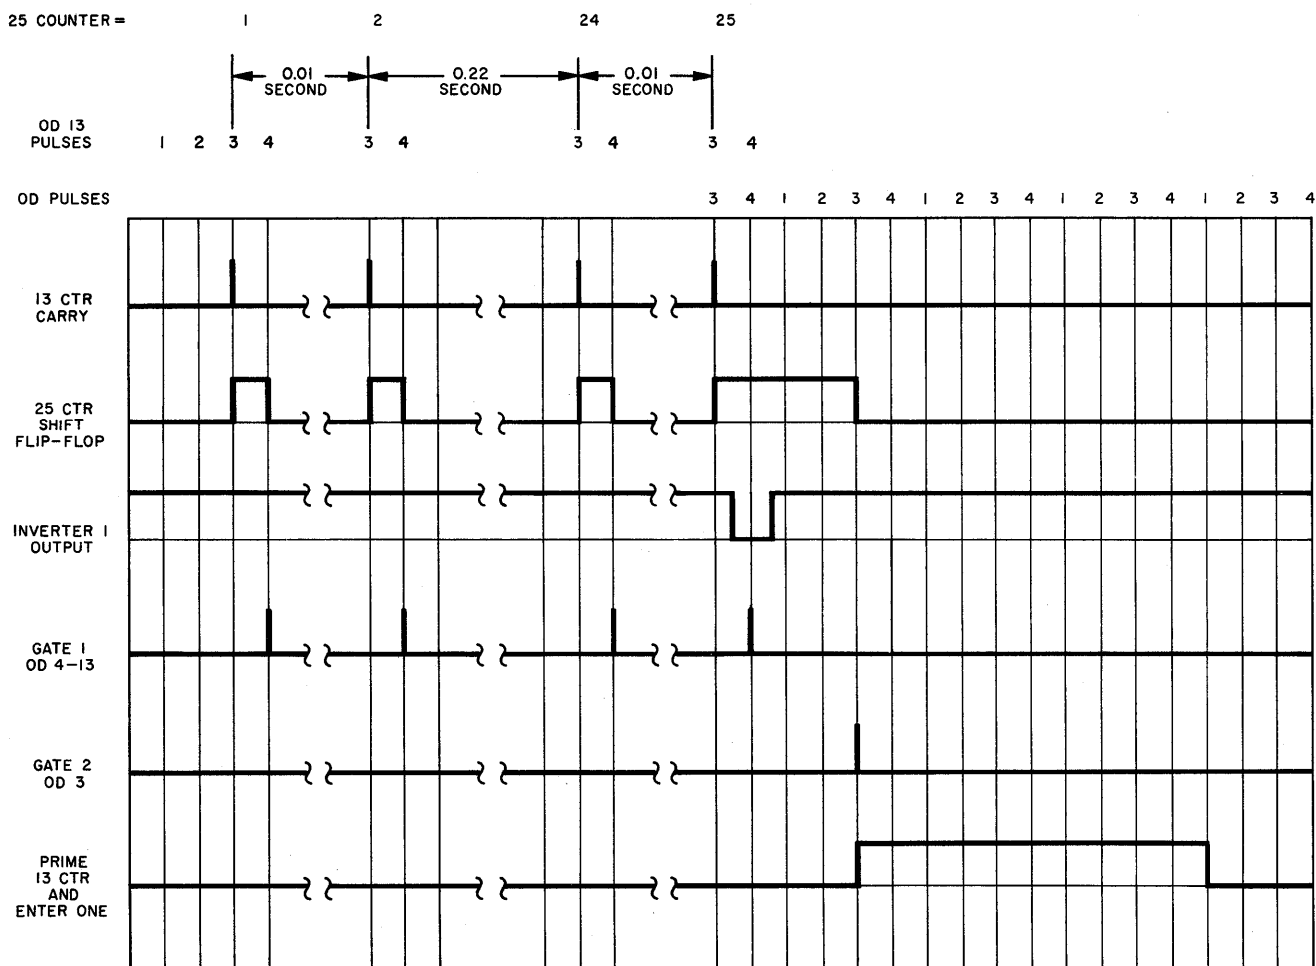 25 COUNTER = 1 2 24 25
0.01 SECOND 0.22 SECOND 0.01 SECOND
OD 13
PULSES 1 2 3 4 3 4 3 4 3 4
OD PULSES 3 4 1 2 3 4 1 2 3 4 1 2 3 4 1 2 3 4
13 CTR
CARRY
25 CTR
SHIFT
FLIP-FLOP
INVERTER 1
OUTPUT
GATE 1
OD 4-13
GATE 2
OD 3
PRIME
13 CTR
AND
ENTER ONE